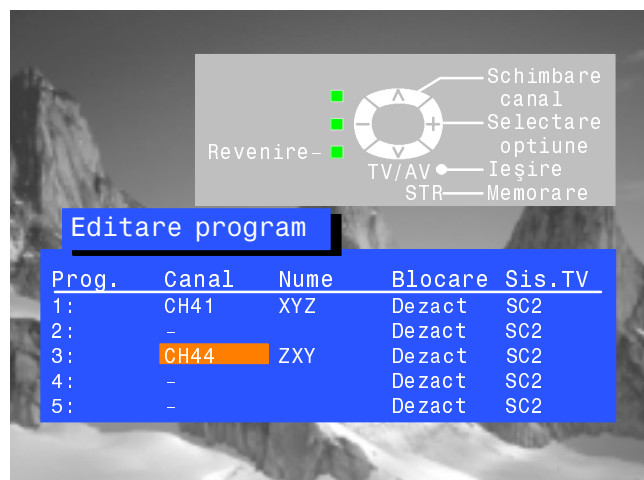 Schimbare
canal
Selectare
optiune
Revenire–
TV/AV
Ieşire
STR
Memorare
Editare program
Prog. Canal Nume Blocare Sis.TV
1: CH41 XYZ Dezact SC2
2: – Dezact SC2
3: CH44 ZXY Dezact SC2
4: – Dezact SC2
5: – Dezact SC2